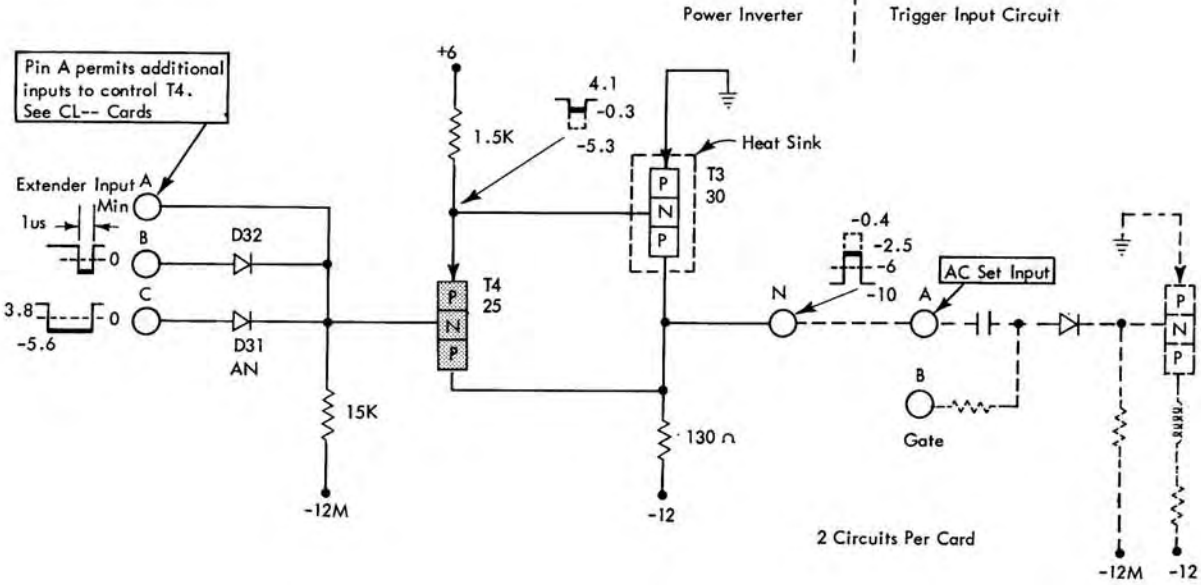 Power Inverter
Trigger Input Circuit
Pin A permits additional
inputs to control T4.
See CL-- Cards
+6
4.1
-0.3
-5.3
1.5K
Heat Sink
T3
30
P
N
P
Extender Input A
Min
1us
0
B
D32
3.8
0
-5.6
C
D31
AN
T4
25
P
N
P
15K
-12M
-0.4
-2.5
-6
-10
N
AC Set Input
A
B
Gate
P
N
P
130 Ω
-12
2 Circuits Per Card
-12M
-12